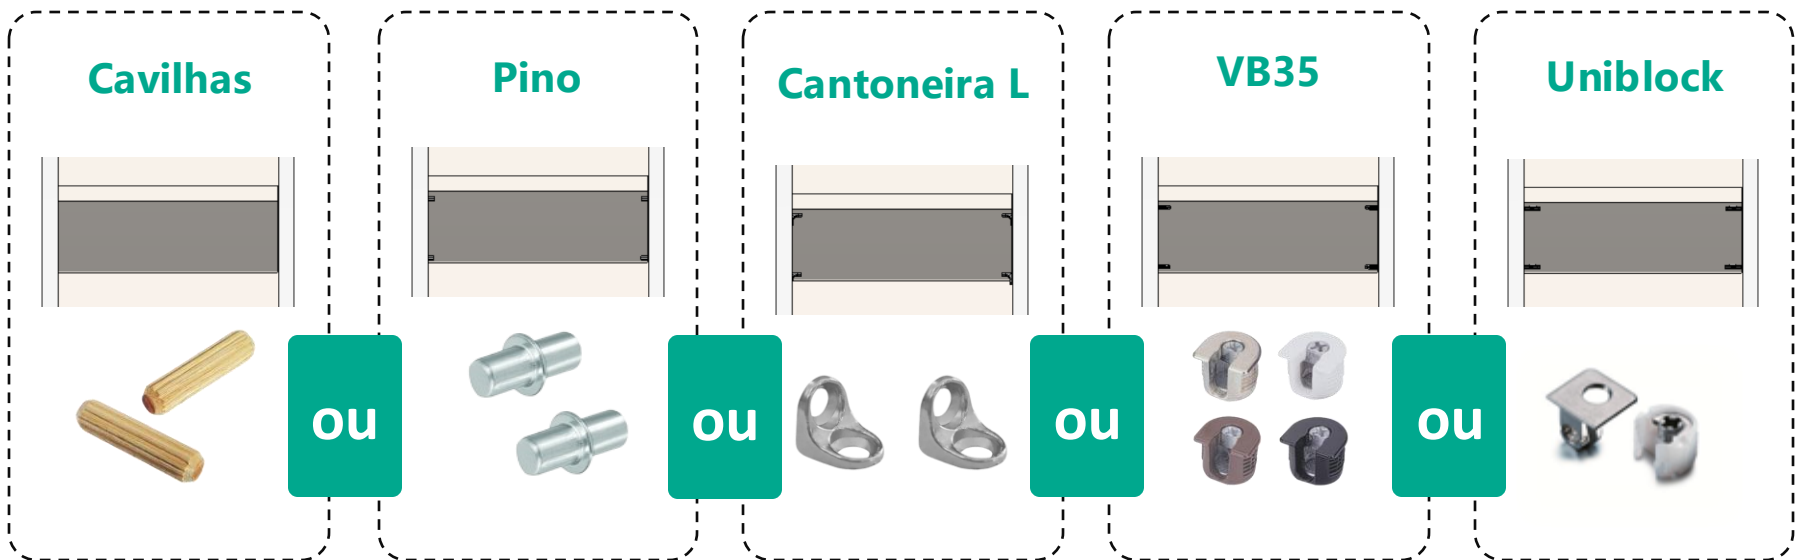 Cavilhas
Pino
Cantoneira L
VB35
Uniblock
ou
ou
ou
ou